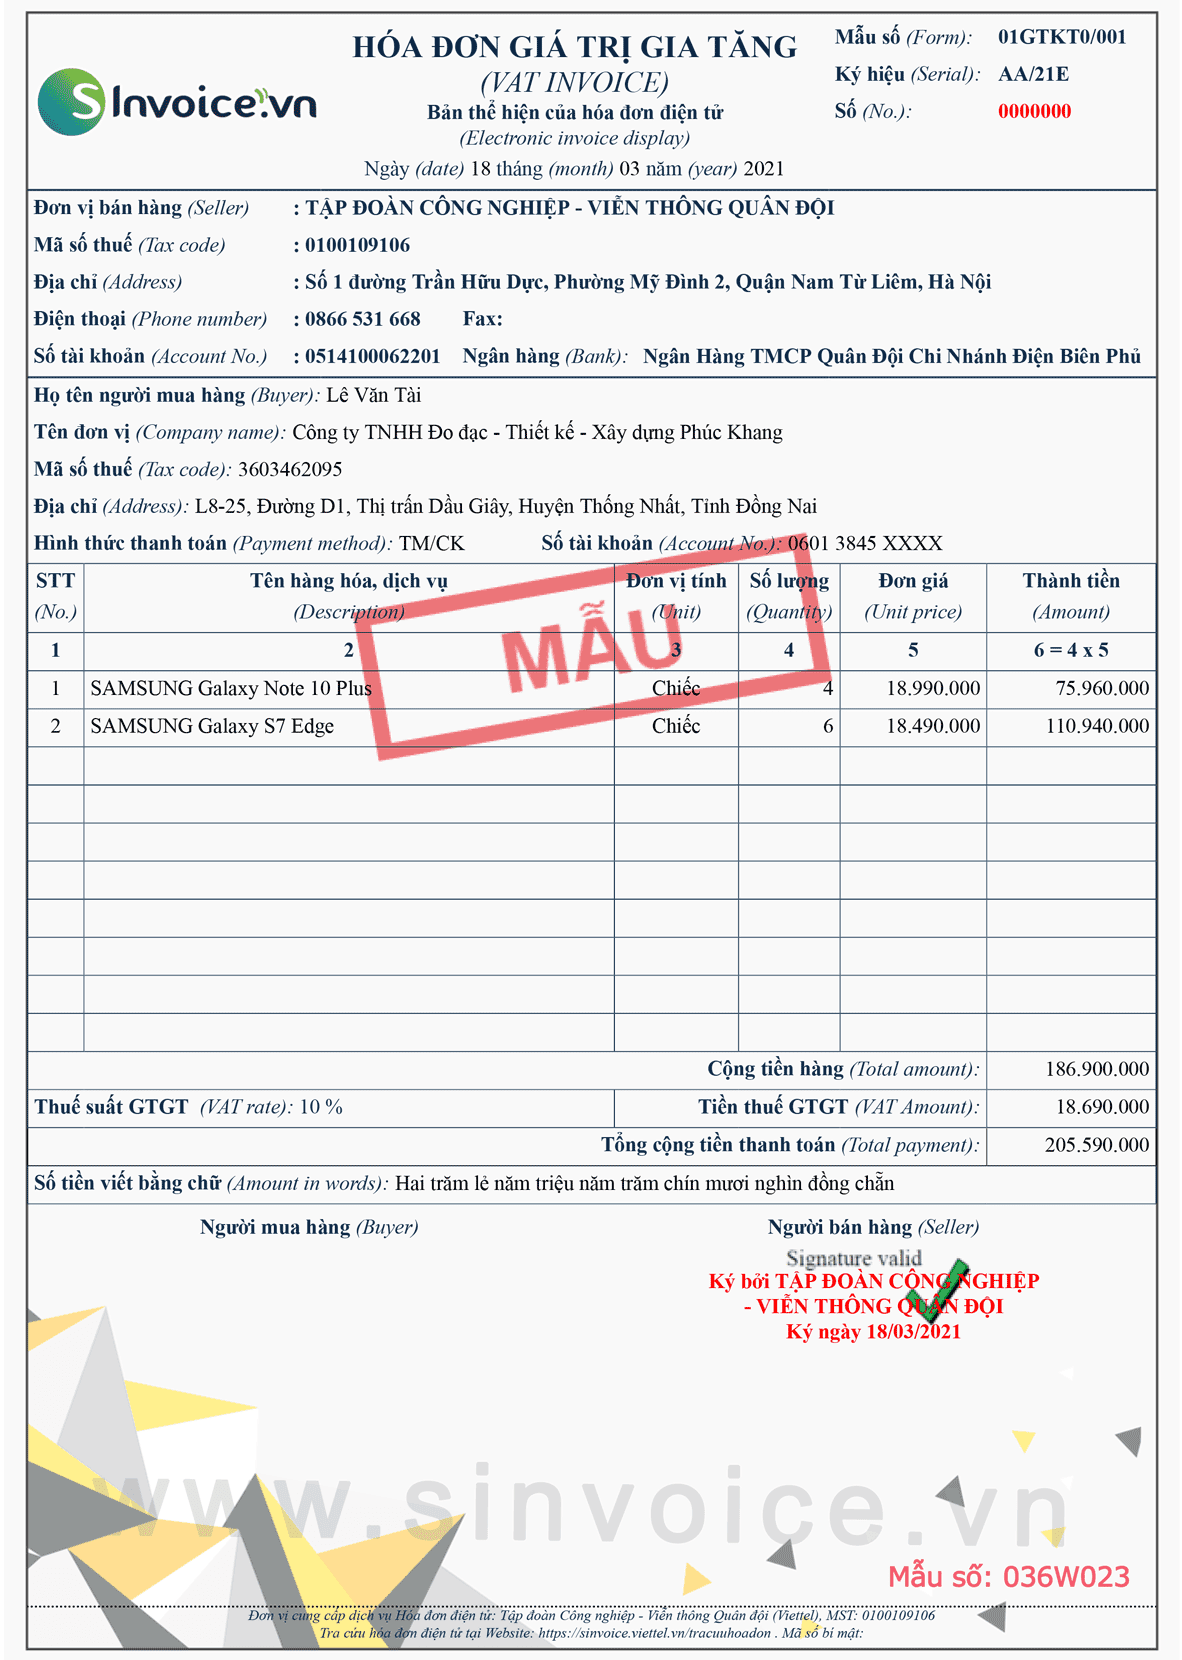 HÓA ĐƠN GIÁ TRỊ GIA TĂNG
(VAT INVOICE)
Bản thể hiện của hóa đơn điện tử
(Electronic invoice display)
Ngày (date) 18 tháng (month) 03 năm (year) 2021
Mẫu số (Form): 01GTKT0/001
Ký hiệu (Serial): AA/21E
Số (No.): 0000000
S Invoice.vn
Đơn vị bán hàng (Seller) : TẬP ĐOÀN CÔNG NGHIỆP - VIỄN THÔNG QUÂN ĐỘI
Mã số thuế (Tax code) : 0100109106
Địa chỉ (Address) : Số 1 đường Trần Hữu Dực, Phường Mỹ Đình 2, Quận Nam Từ Liêm, Hà Nội
Điện thoại (Phone number) : 0866 531 668 Fax:
Số tài khoản (Account No.) : 0514100062201 Ngân hàng (Bank): Ngân Hàng TMCP Quân Đội Chi Nhánh Điện Biên Phủ
Họ tên người mua hàng (Buyer): Lê Văn Tài
Tên đơn vị (Company name): Công ty TNHH Đo đạc - Thiết kế - Xây dựng Phúc Khang
Mã số thuế (Tax code): 3603462095
Địa chỉ (Address): L8-25, Đường D1, Thị trấn Dầu Giây, Huyện Thống Nhất, Tỉnh Đồng Nai
Hình thức thanh toán (Payment method): TM/CK Số tài khoản (Account No.): 0601 3845 XXXX
STT Tên hàng hóa, dịch vụ Đơn vị tính Số lượng Đơn giá Thành tiền
(No.) (Description) (Unit) (Quantity) (Unit price) (Amount)
1 2 3 4 5 6 = 4 x 5
MẪU
1 SAMSUNG Galaxy Note 10 Plus Chiếc 4 18.990.000 75.960.000
2 SAMSUNG Galaxy S7 Edge Chiếc 6 18.490.000 110.940.000
Cộng tiền hàng (Total amount): 186.900.000
Thuế suất GTGT (VAT rate): 10 % Tiền thuế GTGT (VAT Amount): 18.690.000
Tổng cộng tiền thanh toán (Total payment): 205.590.000
Số tiền viết bằng chữ (Amount in words): Hai trăm lẻ năm triệu năm trăm chín mươi nghìn đồng chẵn
Người mua hàng (Buyer) Người bán hàng (Seller)
Signature valid
Ký bởi TẬP ĐOÀN CÔNG NGHIỆP
- VIỄN THÔNG QUÂN ĐỘI
Ký ngày 18/03/2021
www.sinvoice.vn
Mẫu số: 036W023
Đơn vị cung cấp dịch vụ Hóa đơn điện tử: Tập đoàn Công nghiệp - Viễn thông Quân đội (Viettel), MST: 0100109106
Tra cứu hóa đơn điện tử tại Website: https://sinvoice.viettel.vn/tracuuhoadon . Mã số bí mật: